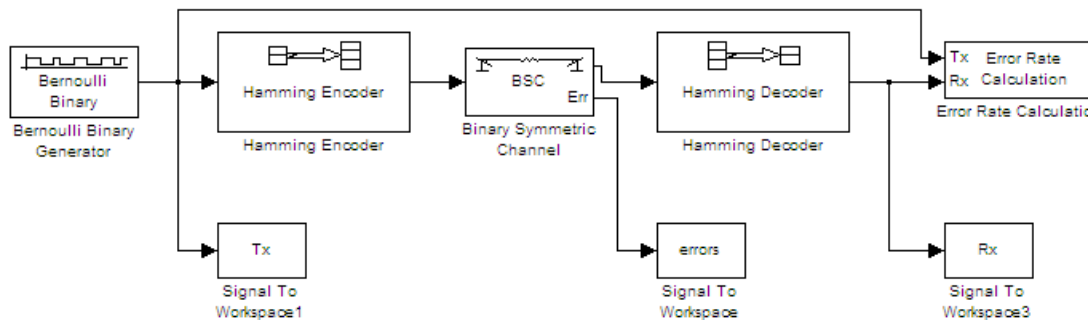 Bernoulli
Binary
Bernoulli Binary
Generator
Hamming Encoder
Hamming Encoder
BSC
Err
Binary Symmetric
Channel
Hamming Decoder
Hamming Decoder
Tx
Rx
Error Rate
Calculation
Error Rate Calculatio
Tx
Signal To
Workspace1
errors
Signal To
Workspace
Rx
Signal To
Workspace3